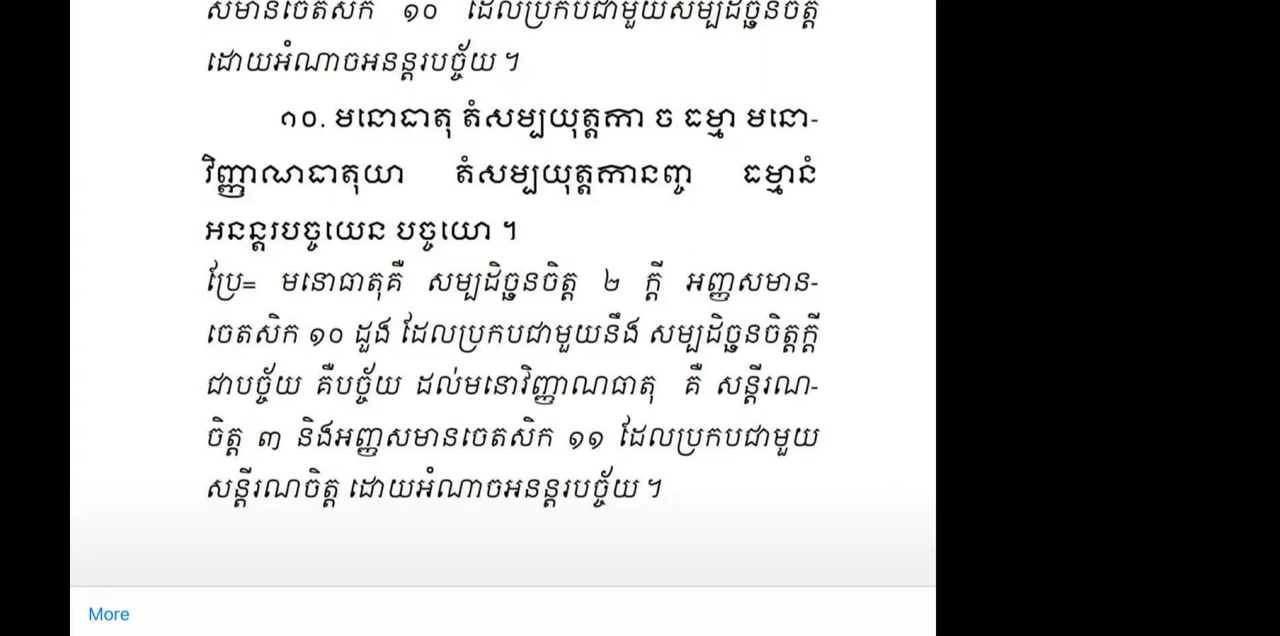 សមានចេតសិក ១០ ដែលប្រកបជាមួយសម្បដិច្ឆនចិត្ត
ដោយអំណាចអនន្តរបច្ច័យ ។
១០. មនោធាតុ តំសម្បយុត្តកា ច ធម្មា មនោ-
វិញ្ញាណធាតុយា តំសម្បយុត្តកានញ្ច ធម្មានំ
អនន្តរបច្ចយេន បច្ចយោ ។
ប្រែ= មនោធាតុគឺ សម្បដិច្ឆនចិត្ត ២ ក្តី អញ្ញសមាន-
ចេតសិក ១០ ដួង ដែលប្រកបជាមួយនឹង សម្បដិច្ឆនចិត្តក្តី
ជាបច្ច័យ គឺបច្ច័យ ដល់មនោវិញ្ញាណធាតុ គឺ សន្តីរណ-
ចិត្ត ៣ និងអញ្ញសមានចេតសិក ១១ ដែលប្រកបជាមួយ
សន្តីរណចិត្ត ដោយអំណាចអនន្តរបច្ច័យ ។
More